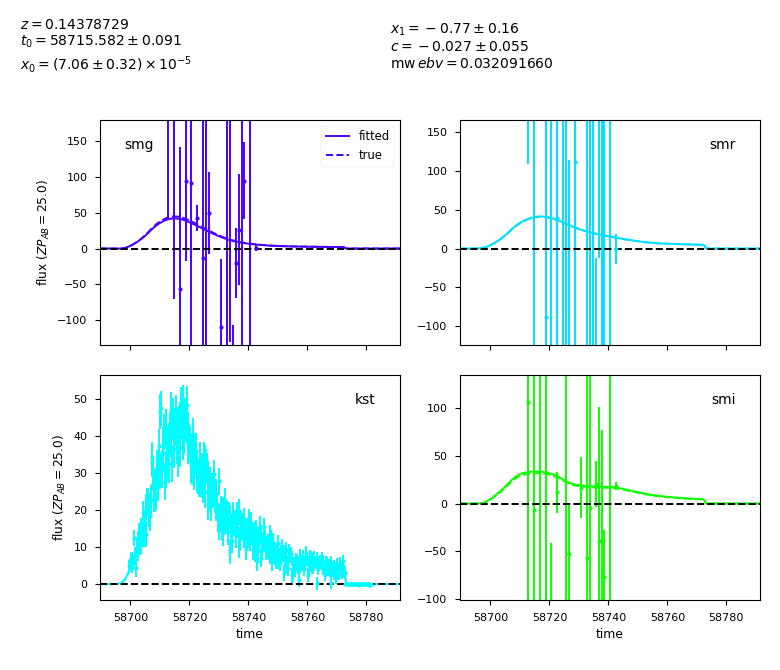 z = 0.14378729
t₀ = 58715.582 ± 0.091
x₀ = (7.06 ± 0.32) × 10⁻⁵
x₁ = −0.77 ± 0.16
c = −0.027 ± 0.055
mw ebv = 0.032091660
smg
fitted
true
flux (ZP_AB = 25.0)
150
100
50
0
−50
−100
smr
150
100
50
0
−50
−100
kst
flux (ZP_AB = 25.0)
50
40
30
20
10
0
58700 58720 58740 58760 58780
time
smi
100
50
0
−50
−100
58700 58720 58740 58760 58780
time